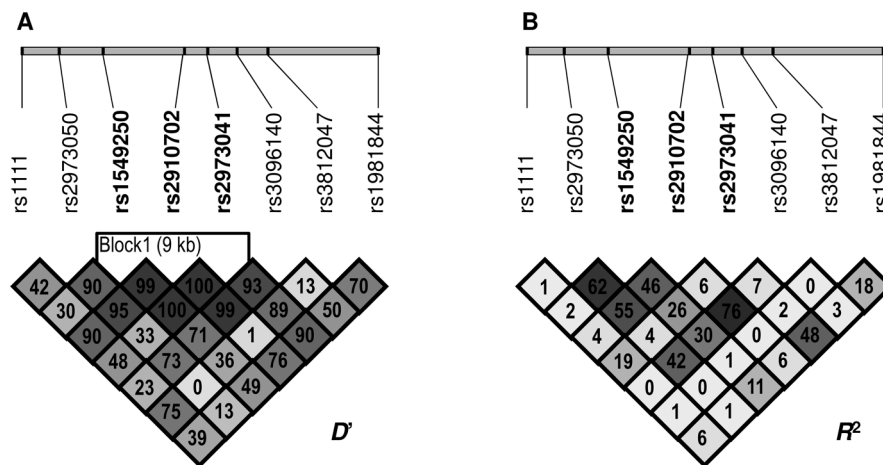 A
rs1111
rs2973050
rs1549250
rs2910702
rs2973041
rs3096140
rs3812047
rs1981844
Block1 (9 kb)
42 90 99 100 93 13 70
30 95 100 99 89 50
90 33 71 1 90
48 73 36 76
23 0 49
75 13
39
D'
B
rs1111
rs2973050
rs1549250
rs2910702
rs2973041
rs3096140
rs3812047
rs1981844
1 62 46 6 7 0 18
2 55 26 76 2 3
4 4 30 0 48
19 42 1 6
0 0 11
1 1
6
R²